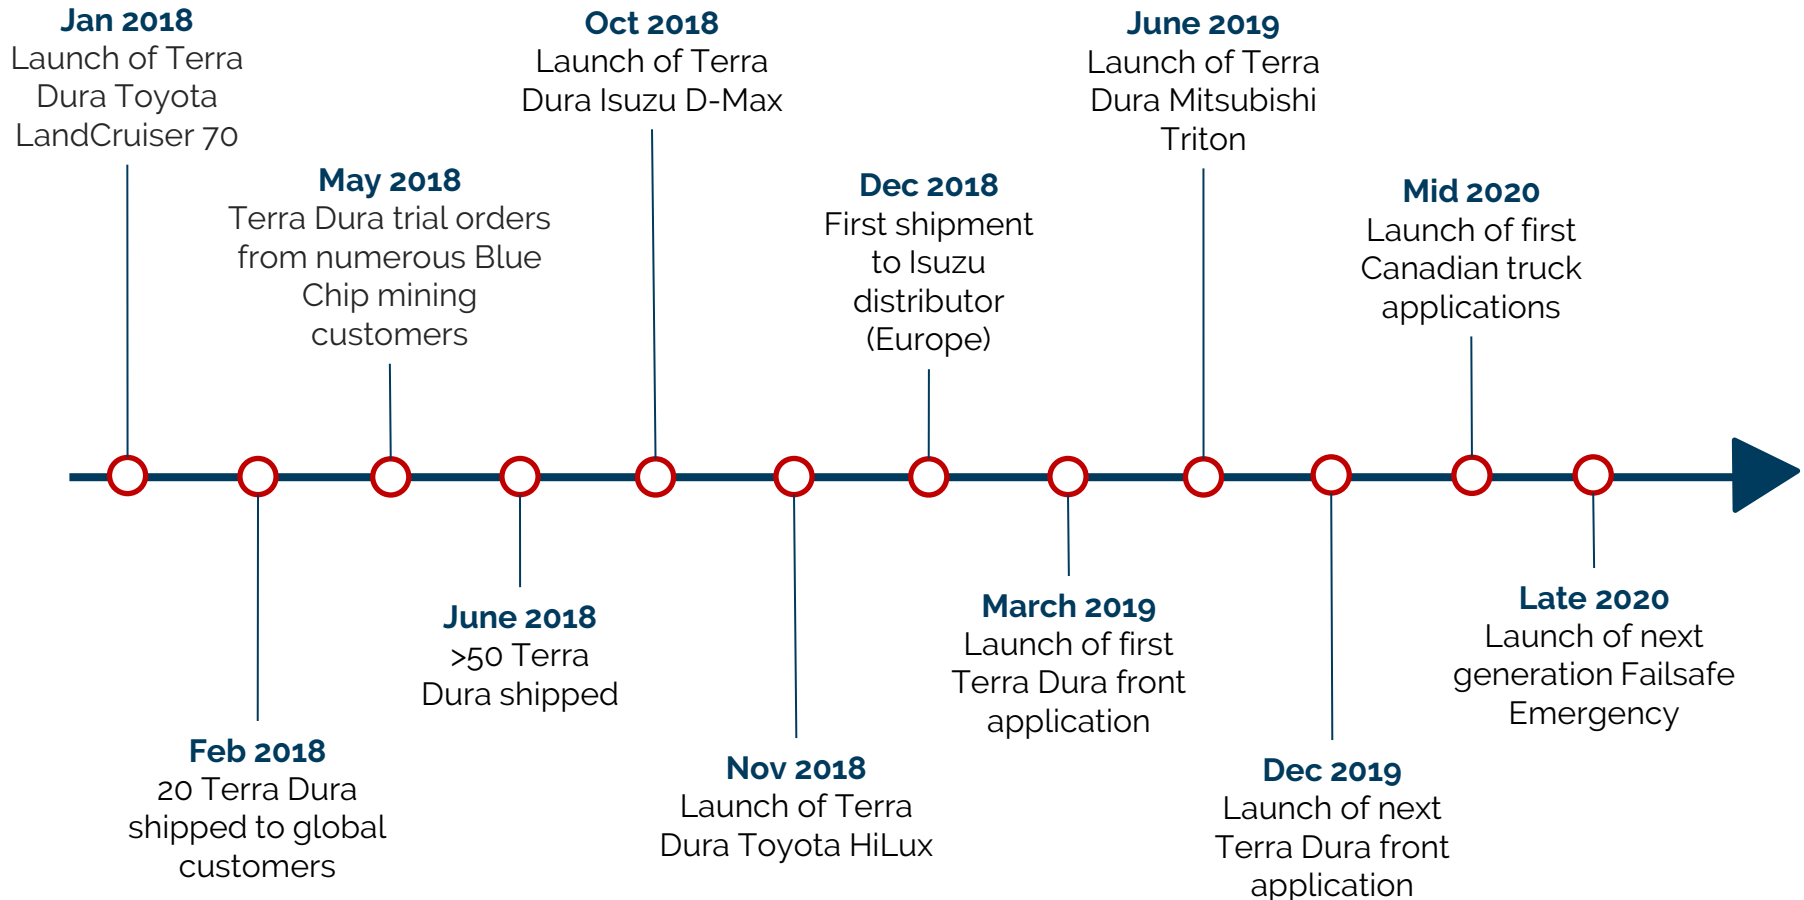 Jan 2018
Launch of Terra
Dura Toyota
LandCruiser 70
Feb 2018
20 Terra Dura
shipped to global
customers
May 2018
Terra Dura trial orders
from numerous Blue
Chip mining
customers
June 2018
>50 Terra
Dura shipped
Oct 2018
Launch of Terra
Dura Isuzu D-Max
Nov 2018
Launch of Terra
Dura Toyota HiLux
Dec 2018
First shipment
to Isuzu
distributor
(Europe)
March 2019
Launch of first
Terra Dura front
application
June 2019
Launch of Terra
Dura Mitsubishi
Triton
Dec 2019
Launch of next
Terra Dura front
application
Mid 2020
Launch of first
Canadian truck
applications
Late 2020
Launch of next
generation Failsafe
Emergency